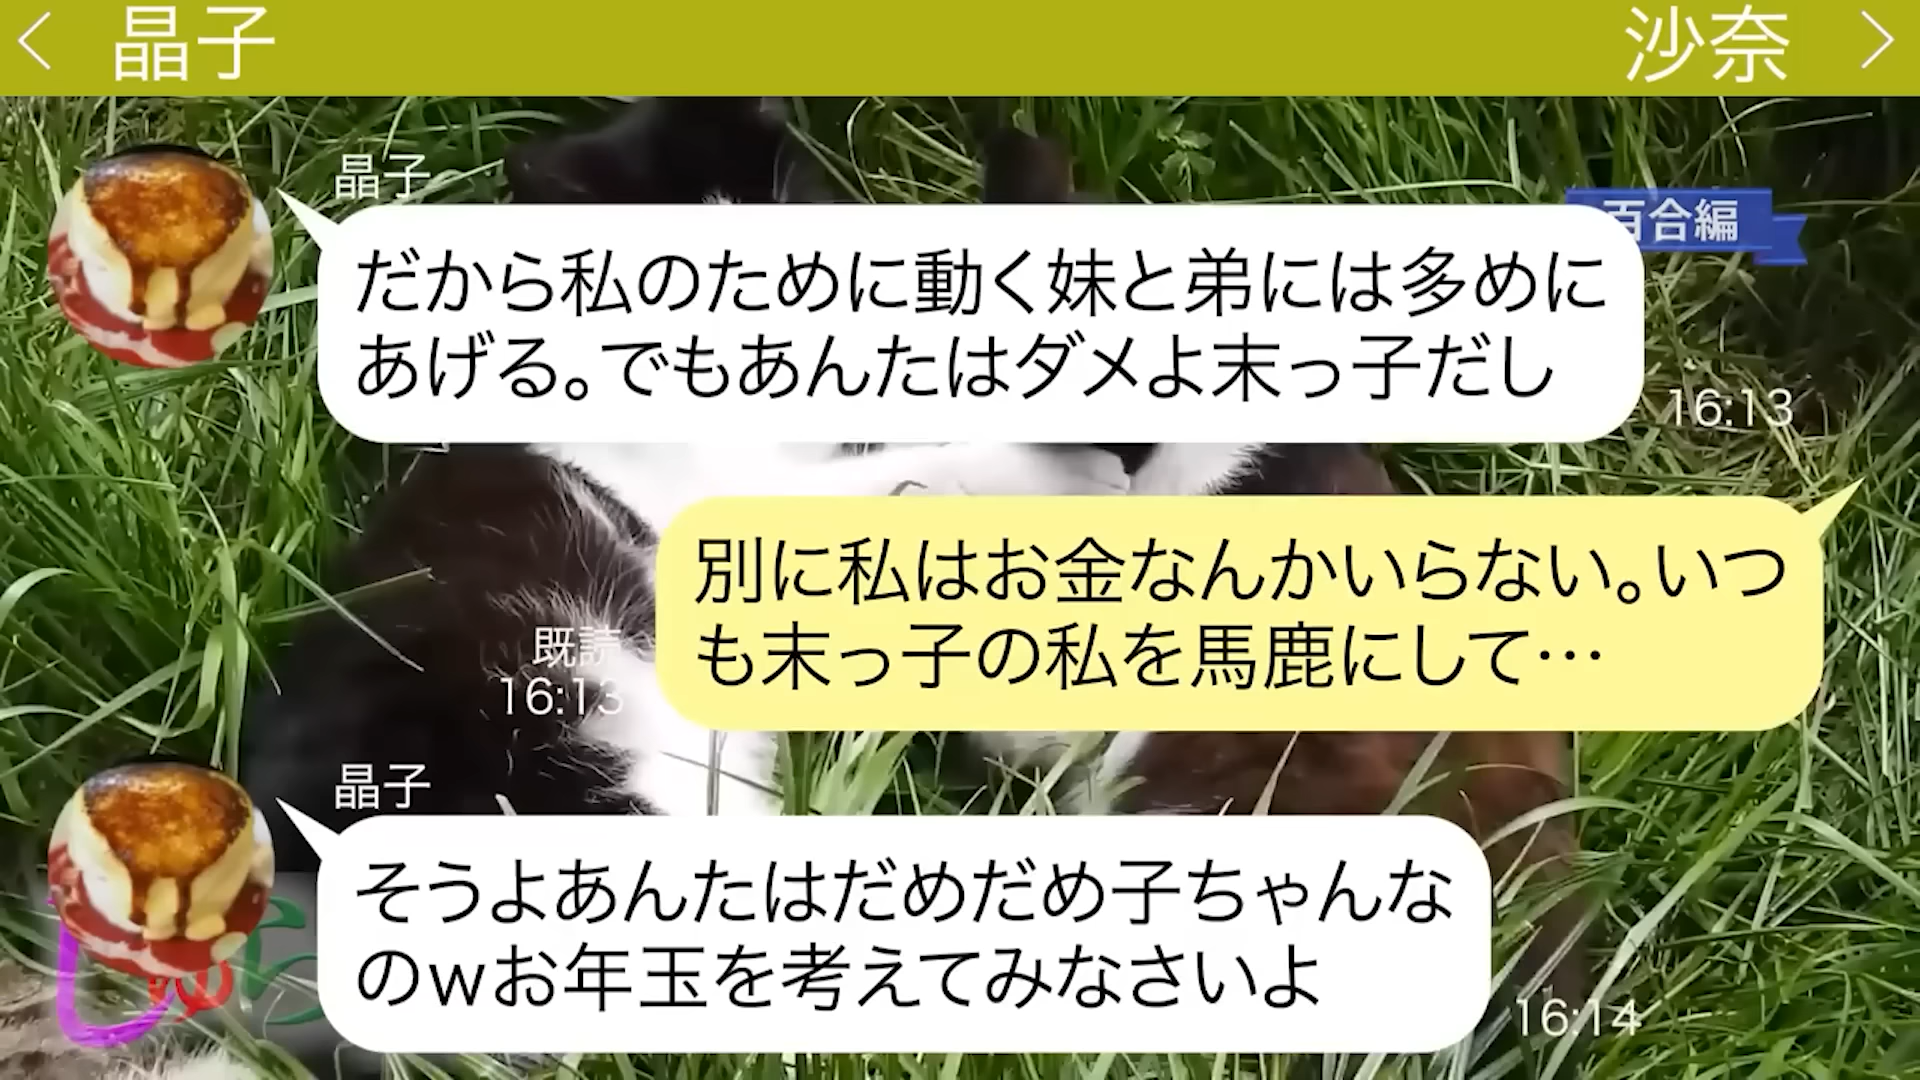 晶子
沙奈
晶子
百合編
だから私のために動く妹と弟には多めに
あげる。でもあんたはダメよ末っ子だし
16:13
別に私はお金なんかいらない。いつ
も末っ子の私を馬鹿にして…
既読
16:13
晶子
そうよあんたはだめだめ子ちゃんな
のwお年玉を考えてみなさいよ
16:14